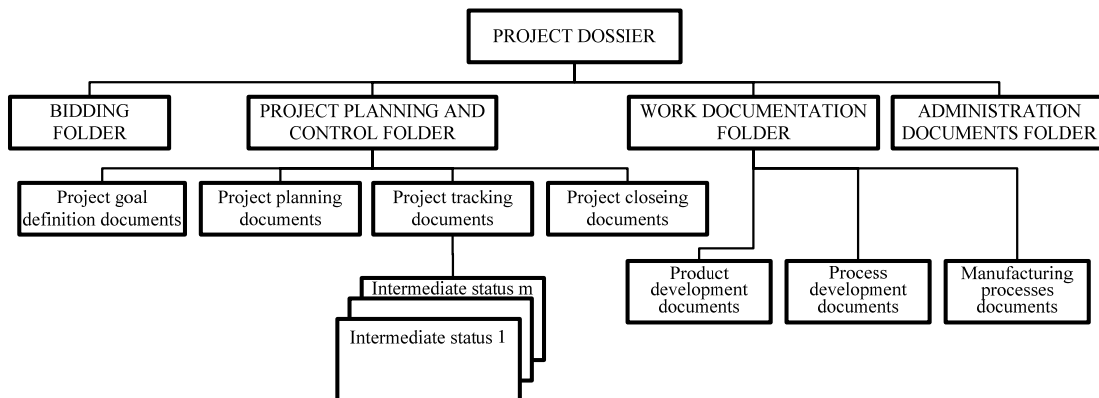 PROJECT DOSSIER
BIDDING
FOLDER
PROJECT PLANNING AND
CONTROL FOLDER
WORK DOCUMENTATION
FOLDER
ADMINISTRATION
DOCUMENTS FOLDER
Project goal
definition documents
Project planning
documents
Project tracking
documents
Project closeing
documents
Product
development
documents
Process
development
documents
Manufacturing
processes
documents
Intermediate status m
Intermediate status 1